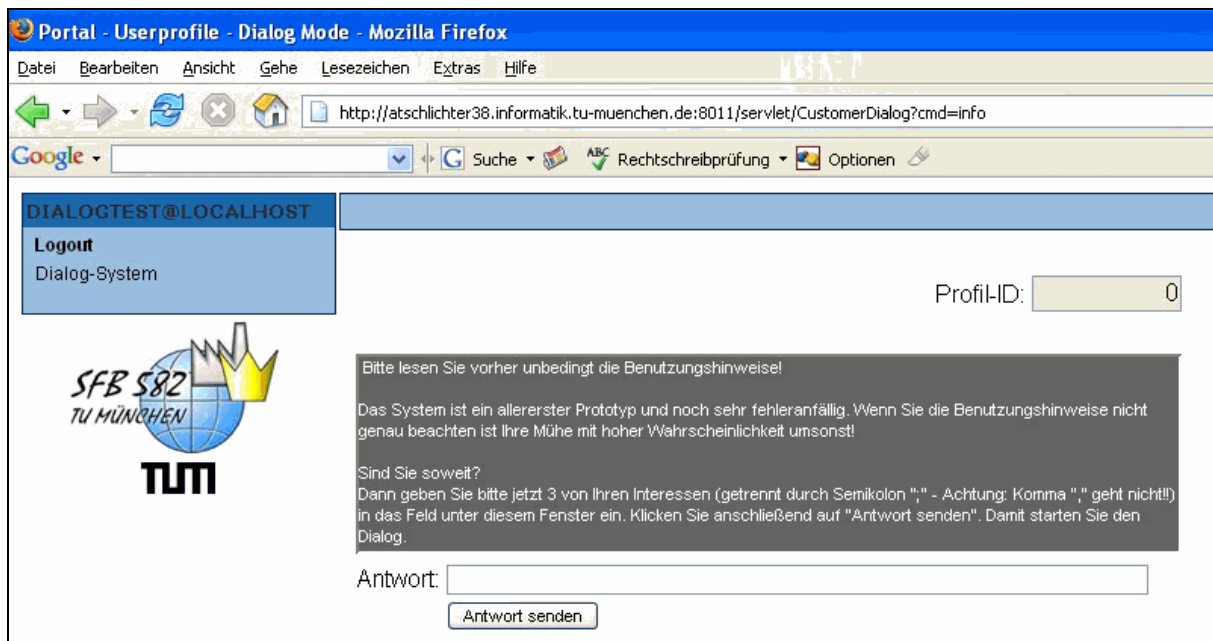 Portal - Userprofile - Dialog Mode - Mozilla Firefox
Datei Bearbeiten Ansicht Gehe Lesezeichen Extras Hilfe
http://atschlichter38.informatik.tu-muenchen.de:8011/servlet/CustomerDialog?cmd=info
Google Suche ABC Rechtschreibprüfung Optionen
DIALOGTEST@LOCALHOST
Logout
Dialog-System
Profil-ID: 0
SFB 582
TU MÜNCHEN
TUM
Bitte lesen Sie vorher unbedingt die Benutzungshinweise!
Das System ist ein allererster Prototyp und noch sehr fehleranfällig. Wenn Sie die Benutzungshinweise nicht
genau beachten ist Ihre Mühe mit hoher Wahrscheinlichkeit umsonst!
Sind Sie soweit?
Dann geben Sie bitte jetzt 3 von Ihren Interessen (getrennt durch Semikolon ";" - Achtung: Komma "," geht nicht!!)
in das Feld unter diesem Fenster ein. Klicken Sie anschließend auf "Antwort senden". Damit starten Sie den
Dialog.
Antwort:
Antwort senden